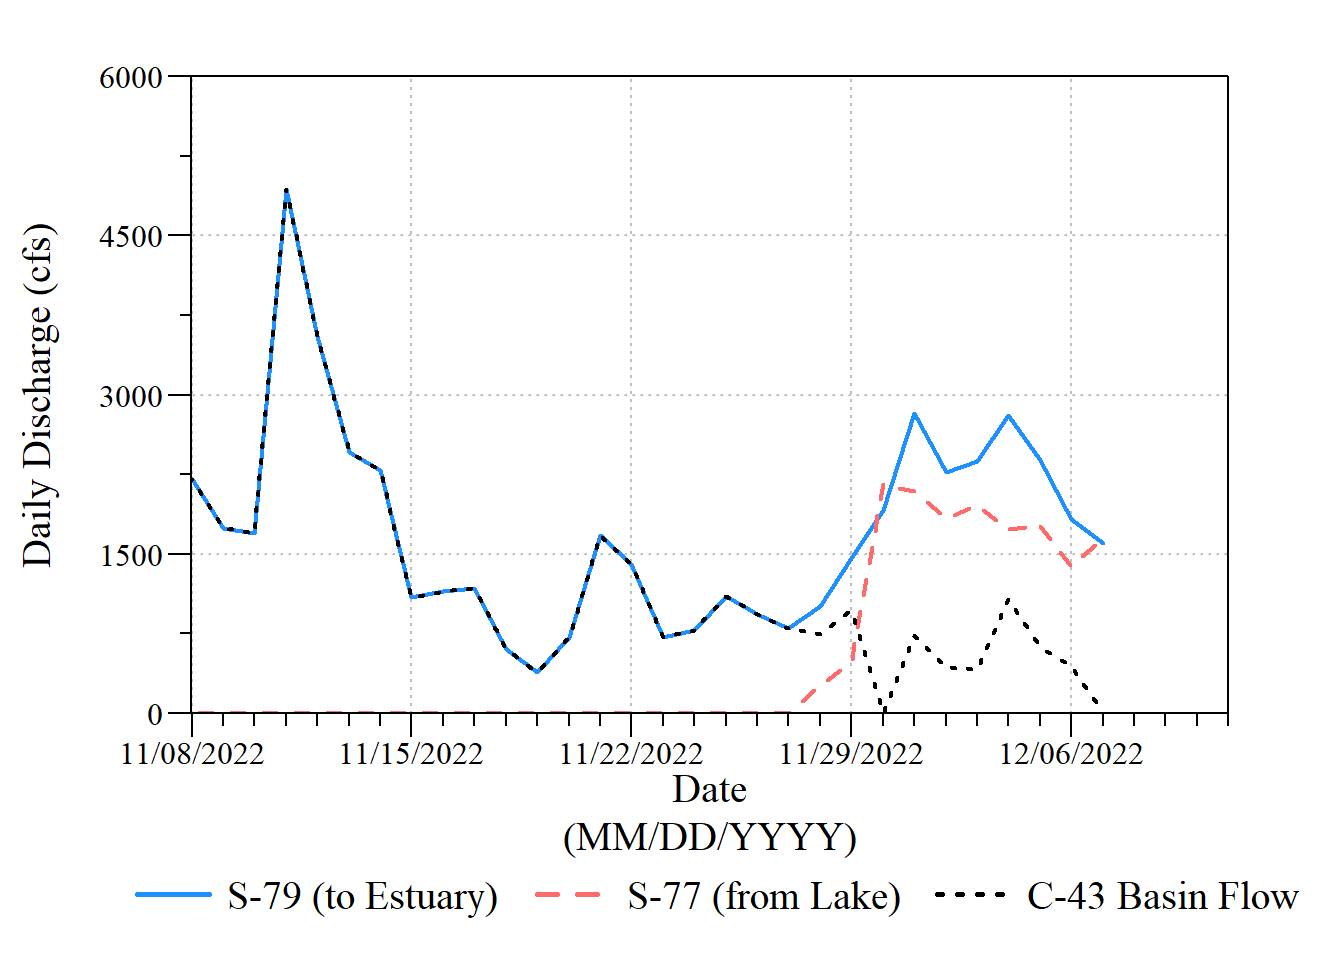 6000
4500
3000
1500
0
Daily Discharge (cfs)
11/08/2022 11/15/2022 11/22/2022 11/29/2022 12/06/2022
Date
(MM/DD/YYYY)
S-79 (to Estuary) S-77 (from Lake) C-43 Basin Flow